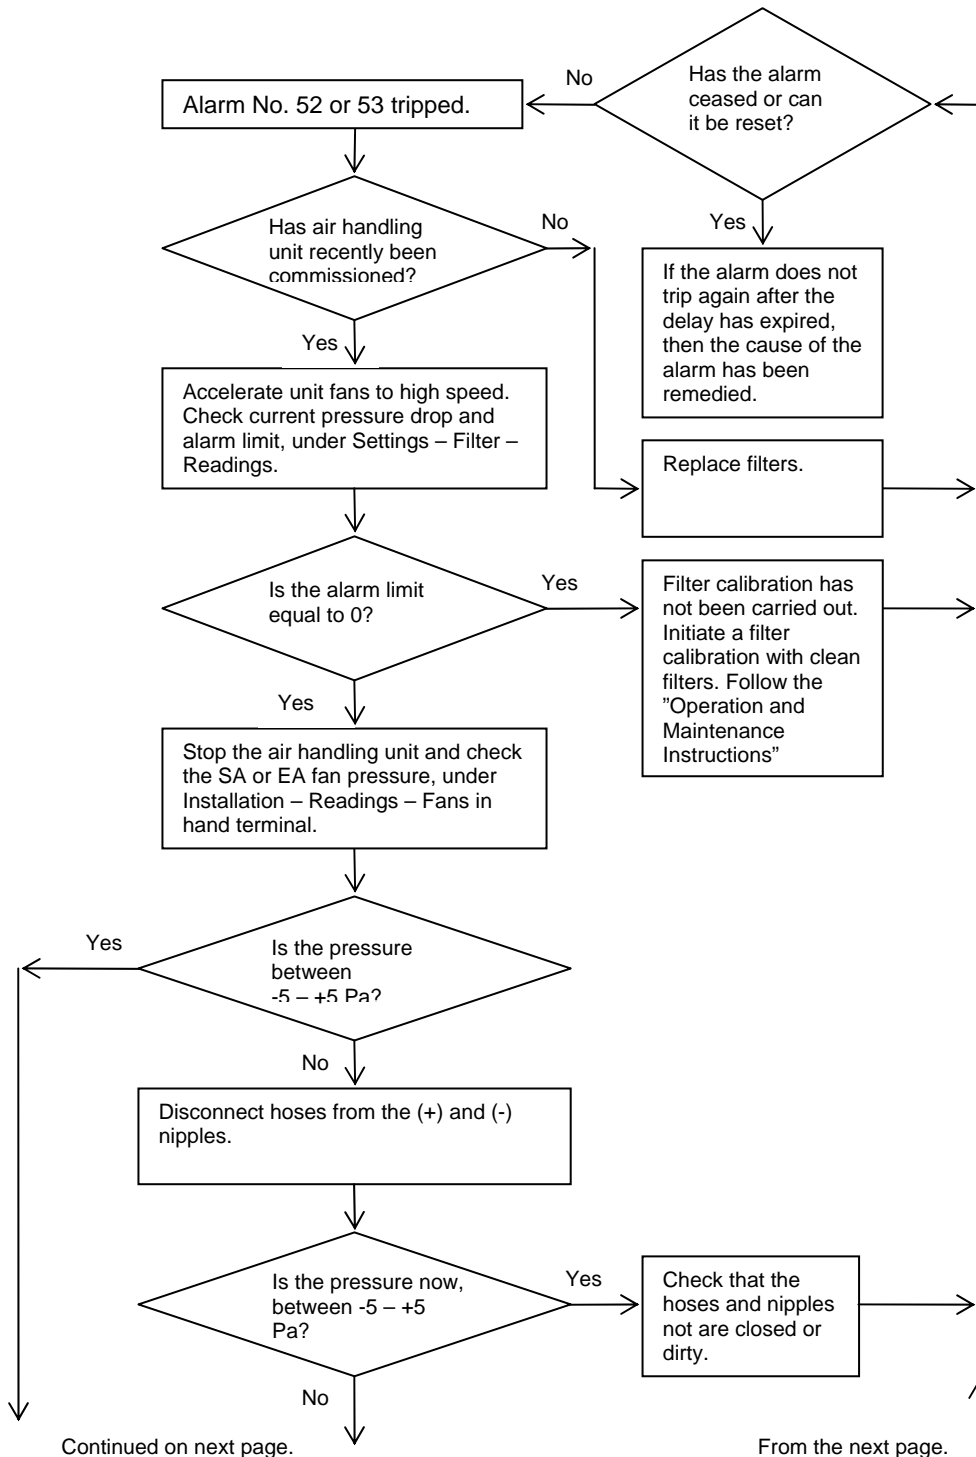 Has the alarm
ceased or can
it be reset?
No
Alarm No. 52 or 53 tripped.
Yes
Has air handling
unit recently been
commissioned?
No
If the alarm does not
trip again after the
delay has expired,
then the cause of the
alarm has been
remedied.
Yes
Accelerate unit fans to high speed.
Check current pressure drop and
alarm limit, under Settings – Filter –
Readings.
Replace filters.
Is the alarm limit
equal to 0?
Yes
Filter calibration has
not been carried out.
Initiate a filter
calibration with clean
filters. Follow the
”Operation and
Maintenance
Instructions”
Yes
Stop the air handling unit and check
the SA or EA fan pressure, under
Installation – Readings – Fans in
hand terminal.
Yes
Is the pressure
between
-5 – +5 Pa?
No
Disconnect hoses from the (+) and (-)
nipples.
Is the pressure now,
between -5 – +5
Pa?
Yes
Check that the
hoses and nipples
not are closed or
dirty.
No
Continued on next page.
From the next page.